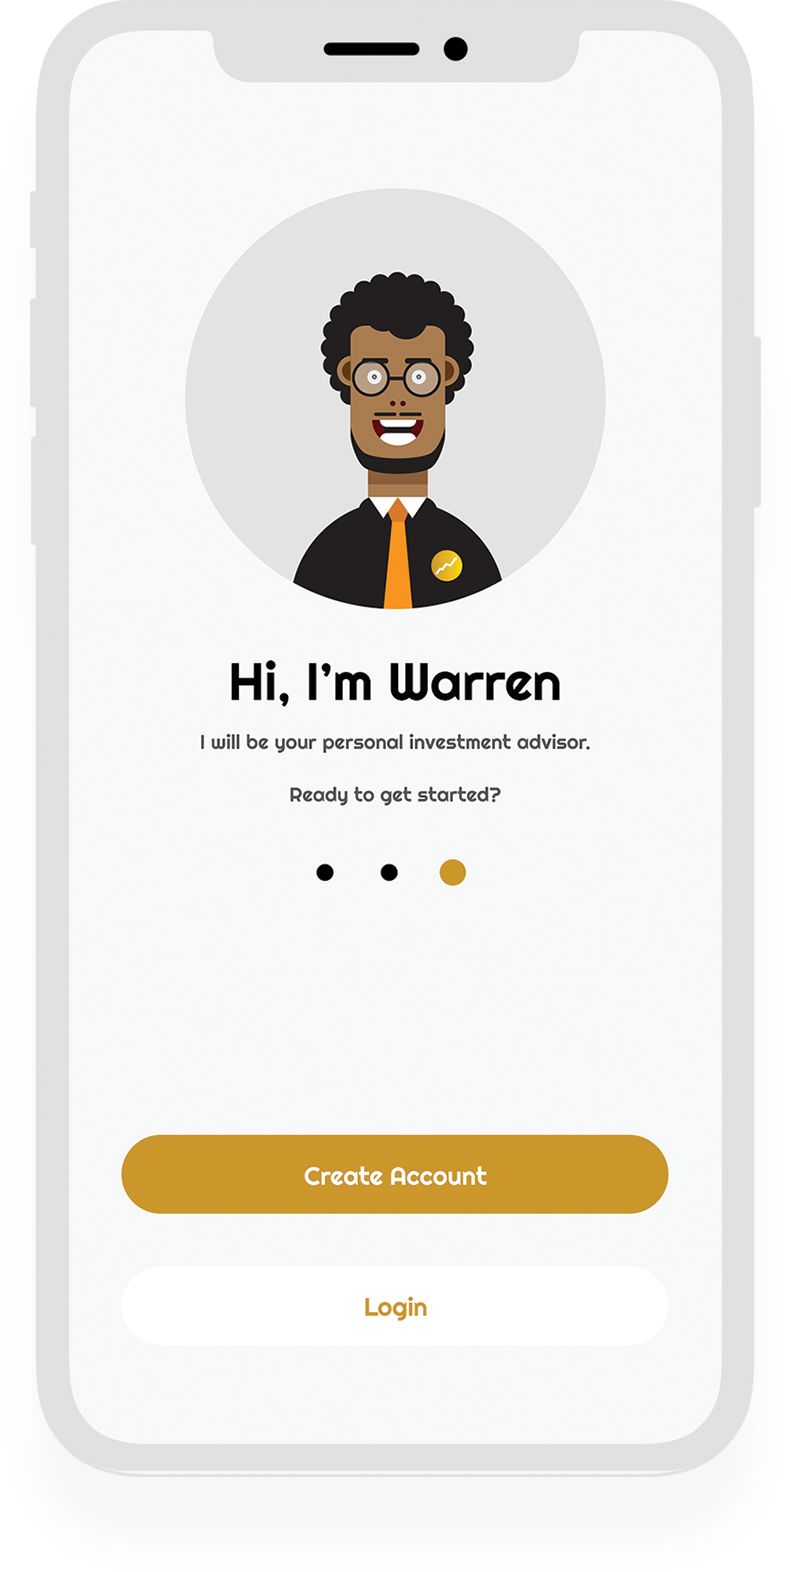 Hi, I’m Warren
I will be your personal investment advisor.
Ready to get started?
Create Account
Login